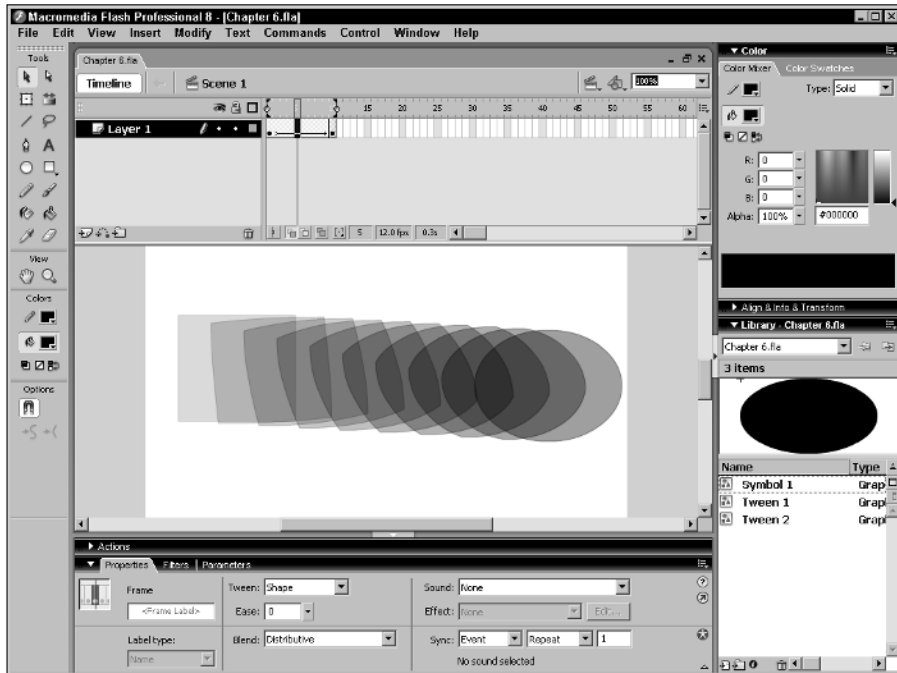 Macromedia Flash Professional 8 - [Chapter 6.fla]
File Edit View Insert Modify Text Commands Control Window Help
Tools
View
Colors
Options
Chapter 6.fla
Timeline
Scene 1
100%
5 10 15 20 25 30 35 40 45 50 55 60
Layer 1
5 12.0 fps 0.3s
Color
Color Mixer Color Swatches
Type: Solid
R: 0
G: 0
B: 0
Alpha: 100% #000000
Align & Info & Transform
Library - Chapter 6.fla
Chapter 6.fla
3 items
Name Type
Symbol 1 Grap
Tween 1 Grap
Tween 2 Grap
Actions
Properties Filters Parameters
Frame
<Frame Label>
Label type:
Name
Tween: Shape
Ease: 0
Blend: Distributive
Sound: None
Effect: None Edit...
Sync: Event Repeat 1
No sound selected